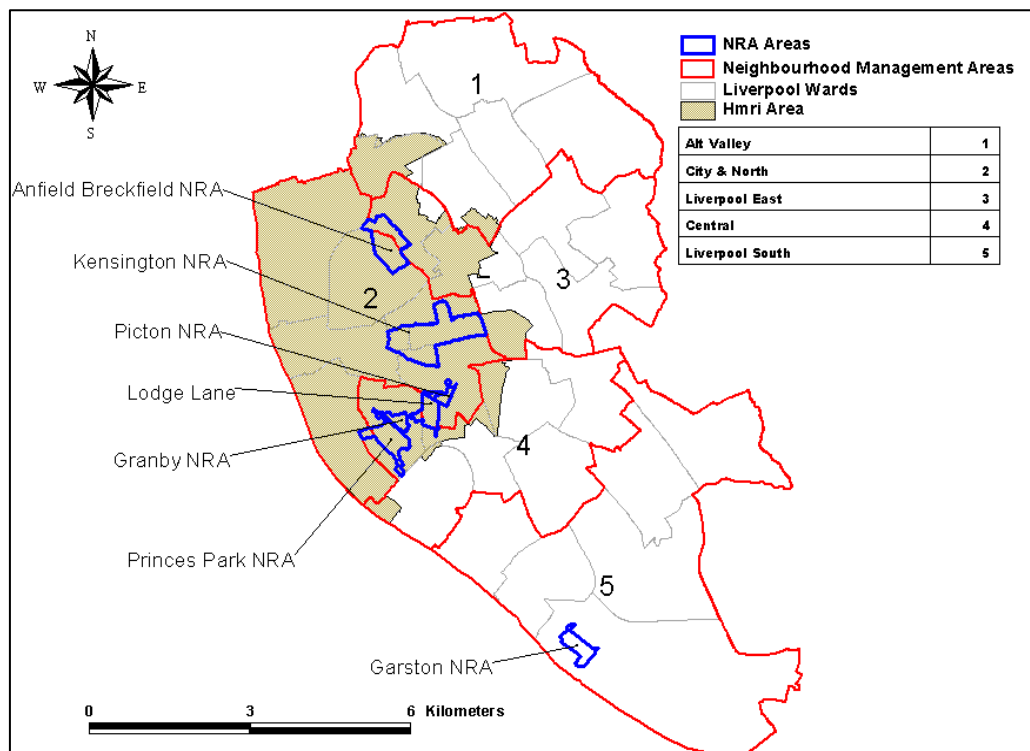 N
W E
S
NRA Areas
Neighbourhood Management Areas
Liverpool Wards
Hmri Area
Alt Valley 1
City & North 2
Liverpool East 3
Central 4
Liverpool South 5
1
Anfield Breckfield NRA
Kensington NRA
2
3
Picton NRA
Lodge Lane
Granby NRA
4
Princes Park NRA
5
Garston NRA
0 3 6 Kilometers